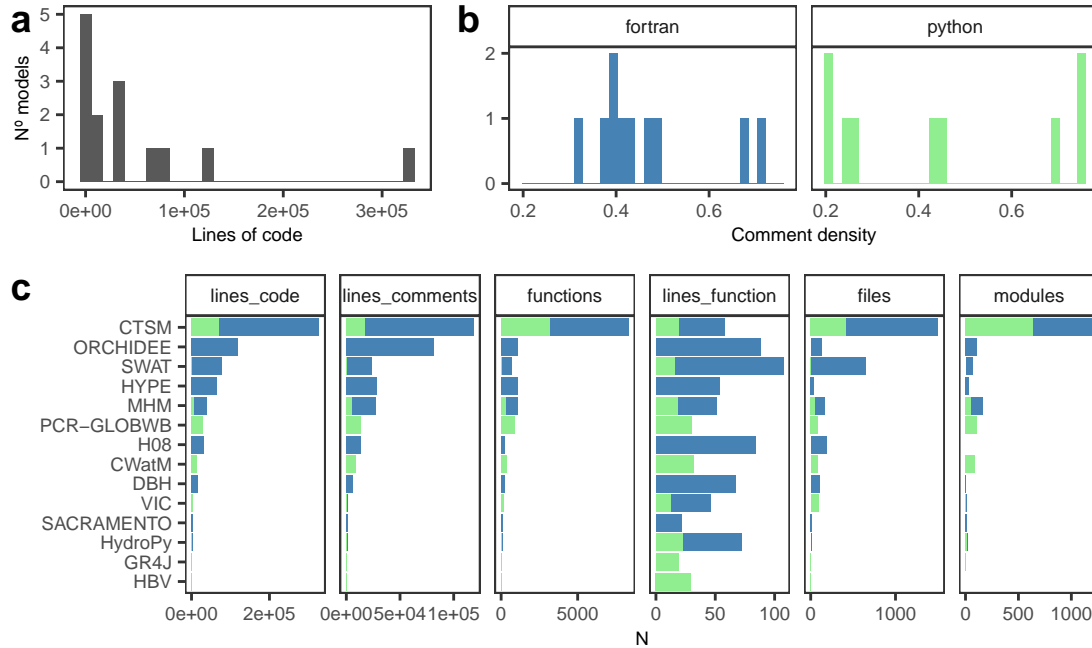 a
Nº models
5
4
3
2
1
0
0e+00 1e+05 2e+05 3e+05
Lines of code
b
fortran python
2
1
0
0.2 0.4 0.6 0.2 0.4 0.6
Comment density
c
lines_code lines_comments functions lines_function files modules
CTSM
ORCHIDEE
SWAT
HYPE
MHM
PCR−GLOBWB
H08
CWatM
DBH
VIC
SACRAMENTO
HydroPy
GR4J
HBV
0e+00 2e+05 0e+005e+041e+05 0 5000 0 50 100 0 1000 0 500 1000
N